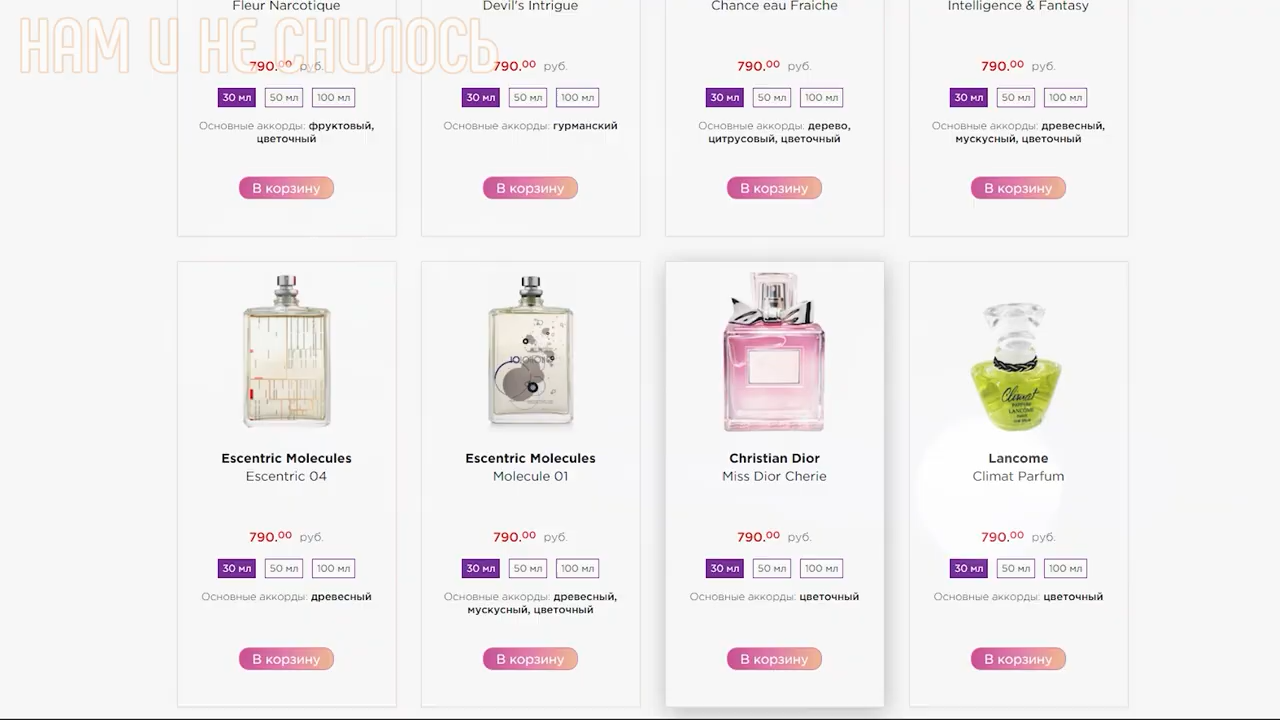 НАМ И НЕ СНИЛОСЬ
Fleur Narcotique
Devil's Intrigue
Chance eau Fraiche
Intelligence & Fantasy
790.00 руб.
790.00 руб.
790.00 руб.
790.00 руб.
30 мл 50 мл 100 мл
30 мл 50 мл 100 мл
30 мл 50 мл 100 мл
30 мл 50 мл 100 мл
Основные аккорды: фруктовый,
цветочный
Основные аккорды: гурманский
Основные аккорды: дерево,
цитрусовый, цветочный
Основные аккорды: древесный,
мускусный, цветочный
В корзину
В корзину
В корзину
В корзину
Climat
PARFUM
LANCOME
PARIS
Escentric Molecules
Escentric 04
Escentric Molecules
Molecule 01
Christian Dior
Miss Dior Cherie
Lancome
Climat Parfum
790.00 руб.
790.00 руб.
790.00 руб.
790.00 руб.
30 мл 50 мл 100 мл
30 мл 50 мл 100 мл
30 мл 50 мл 100 мл
30 мл 50 мл 100 мл
Основные аккорды: древесный
Основные аккорды: древесный,
мускусный, цветочный
Основные аккорды: цветочный
Основные аккорды: цветочный
В корзину
В корзину
В корзину
В корзину